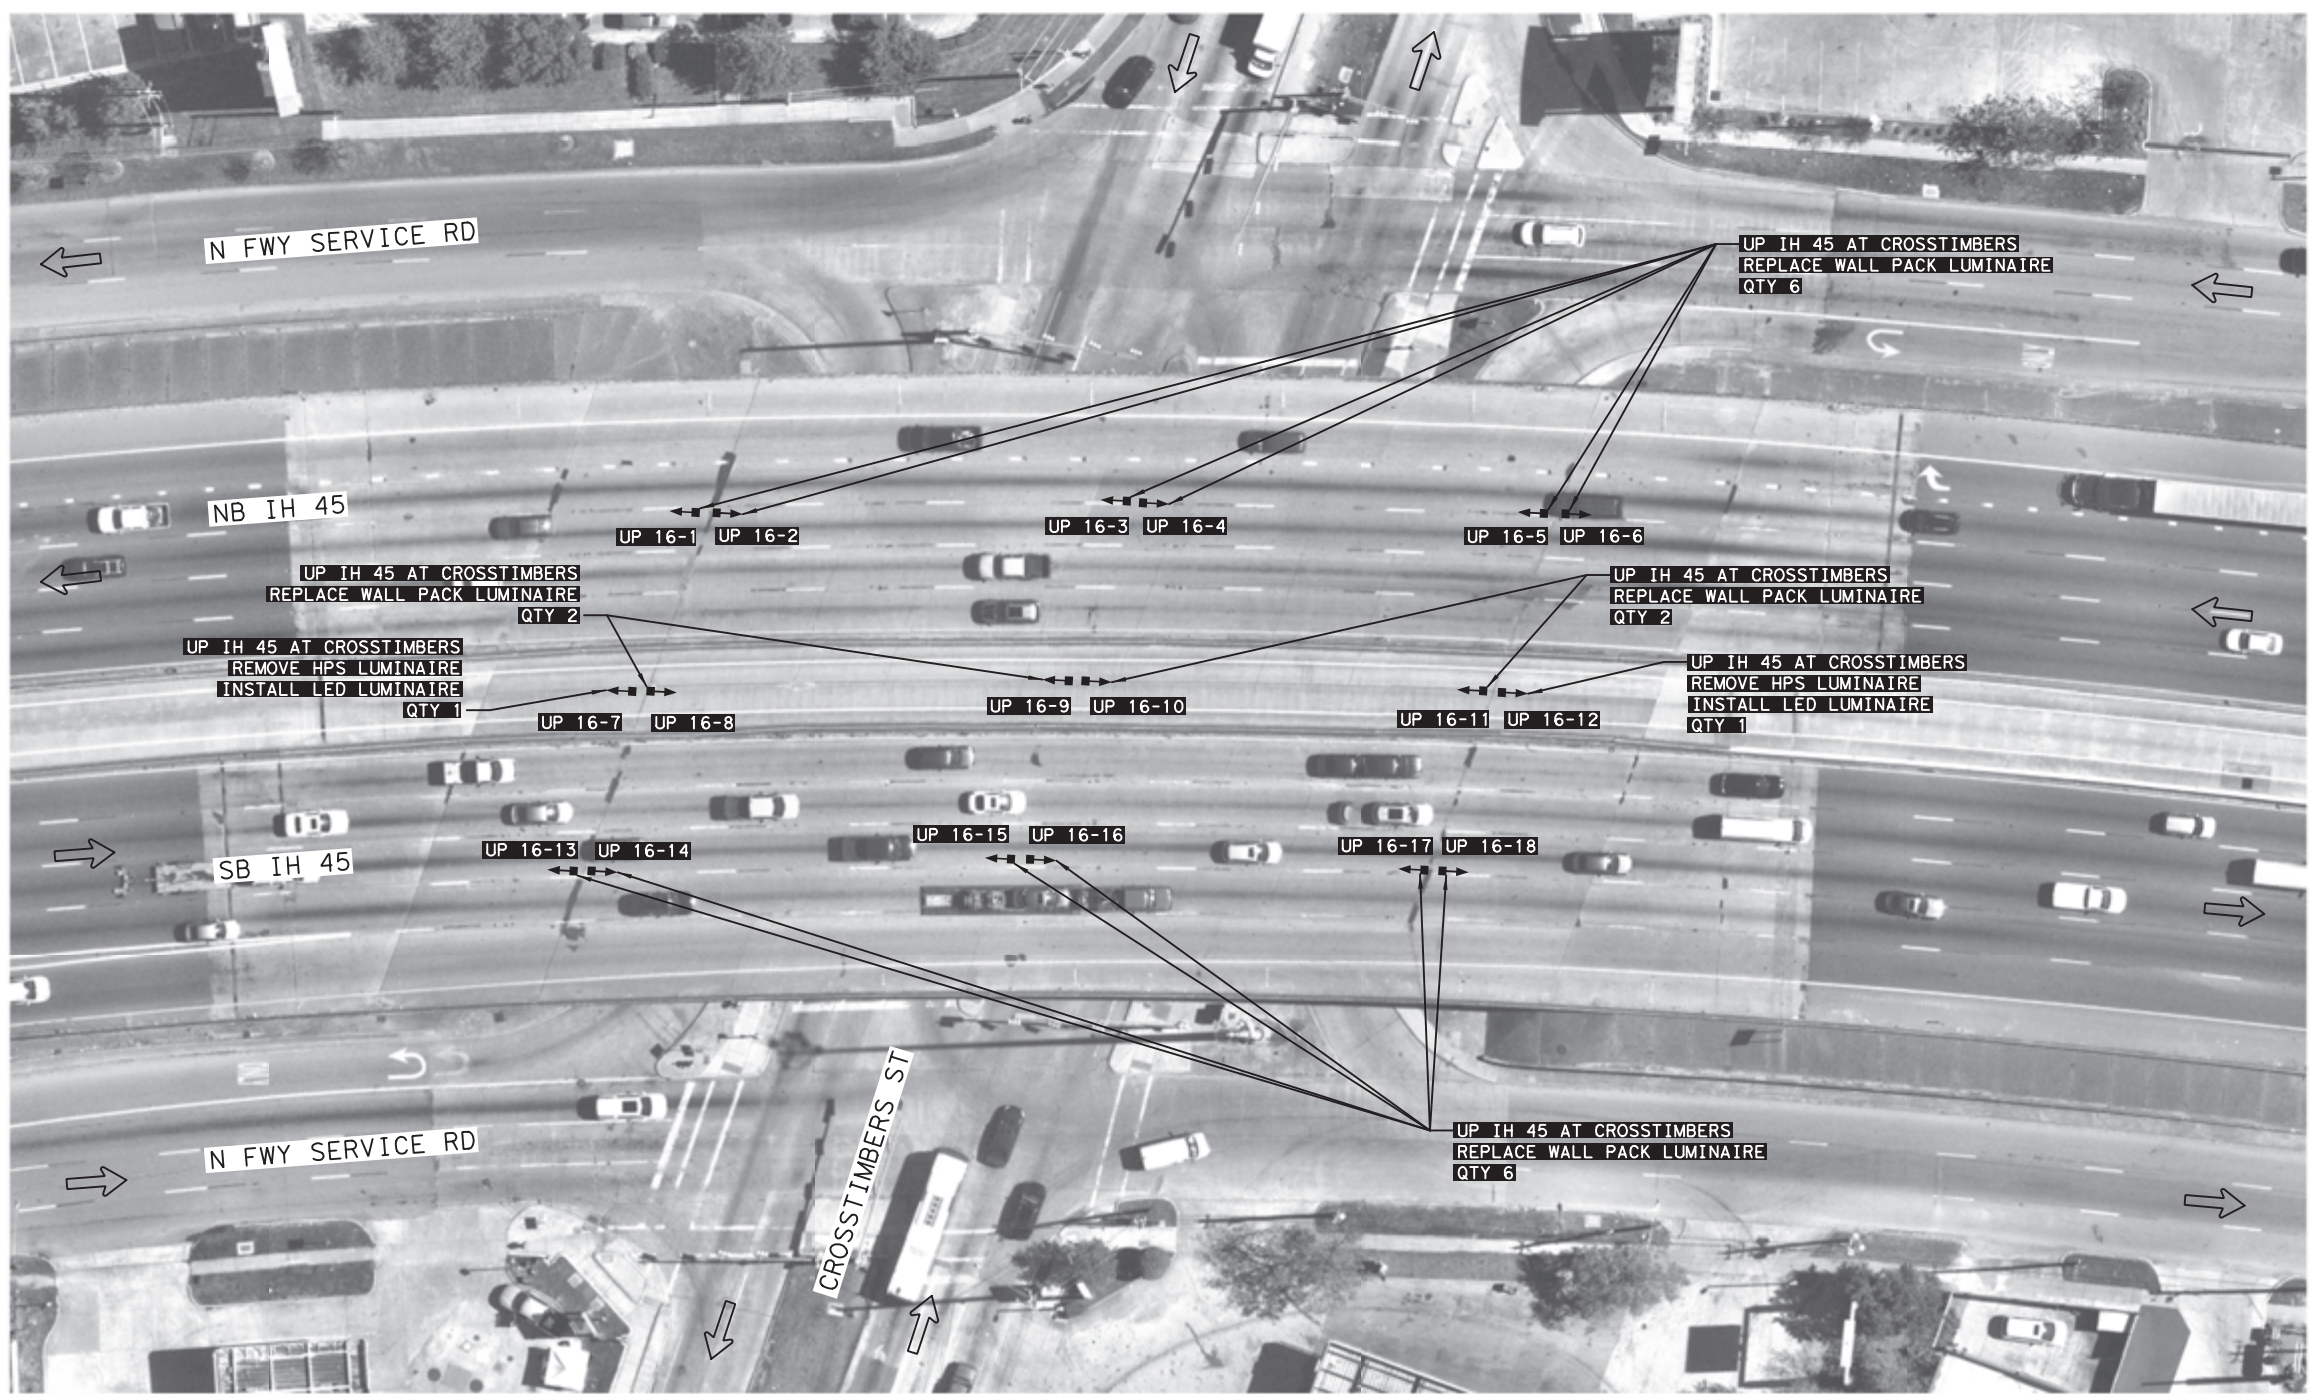 N FWY SERVICE RD
UP IH 45 AT CROSSTIMBERS
REPLACE WALL PACK LUMINAIRE
QTY 6
NB IH 45
UP 16-1
UP 16-2
UP 16-3
UP 16-4
UP 16-5
UP 16-6
UP IH 45 AT CROSSTIMBERS
REPLACE WALL PACK LUMINAIRE
QTY 2
UP IH 45 AT CROSSTIMBERS
REPLACE WALL PACK LUMINAIRE
QTY 2
UP IH 45 AT CROSSTIMBERS
REMOVE HPS LUMINAIRE
INSTALL LED LUMINAIRE
QTY 1
UP IH 45 AT CROSSTIMBERS
REMOVE HPS LUMINAIRE
INSTALL LED LUMINAIRE
QTY 1
UP 16-7
UP 16-8
UP 16-9
UP 16-10
UP 16-11
UP 16-12
SB IH 45
UP 16-13
UP 16-14
UP 16-15
UP 16-16
UP 16-17
UP 16-18
N FWY SERVICE RD
CROSSTIMBERS ST
UP IH 45 AT CROSSTIMBERS
REPLACE WALL PACK LUMINAIRE
QTY 6